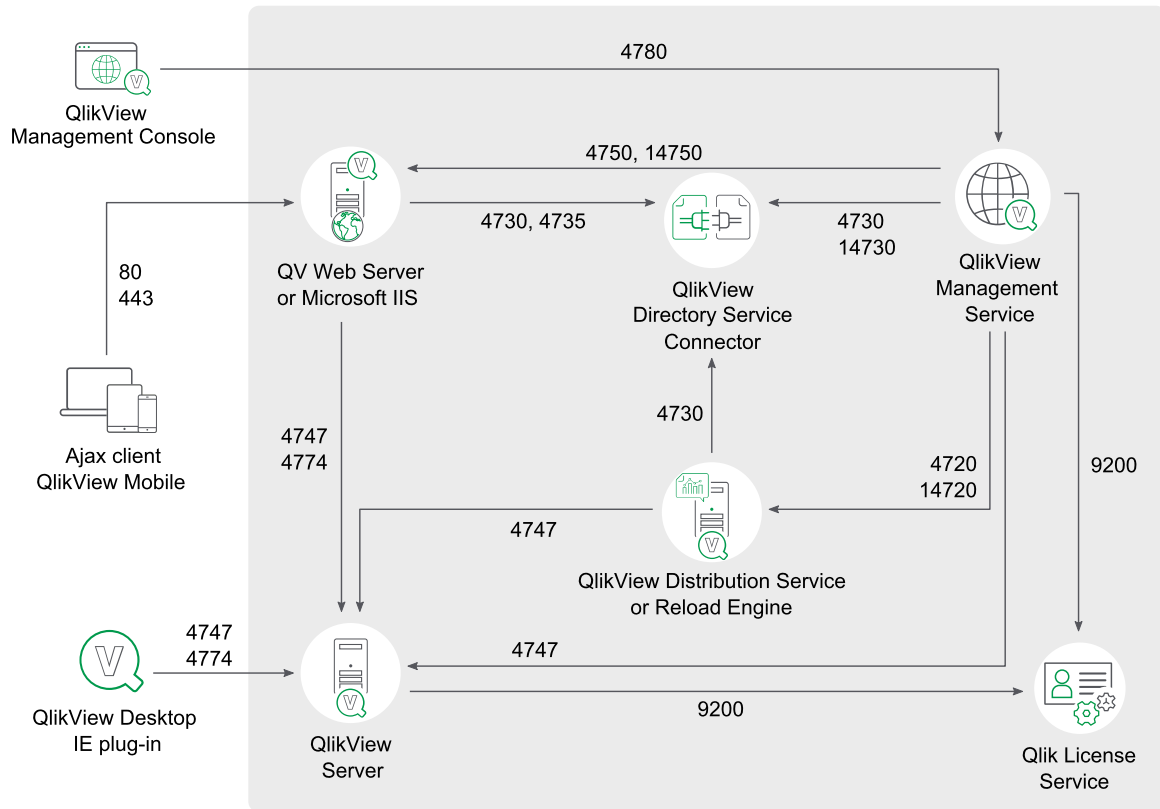 4780
QlikView
Management Console
4750, 14750
4730, 4735
4730
14730
80
443
QV Web Server
or Microsoft IIS
QlikView
Directory Service
Connector
QlikView
Management
Service
4730
4747
4774
Ajax client
QlikView Mobile
4720
14720
9200
4747
QlikView Distribution Service
or Reload Engine
4747
4774
4747
9200
QlikView Desktop
IE plug-in
QlikView
Server
Qlik License
Service